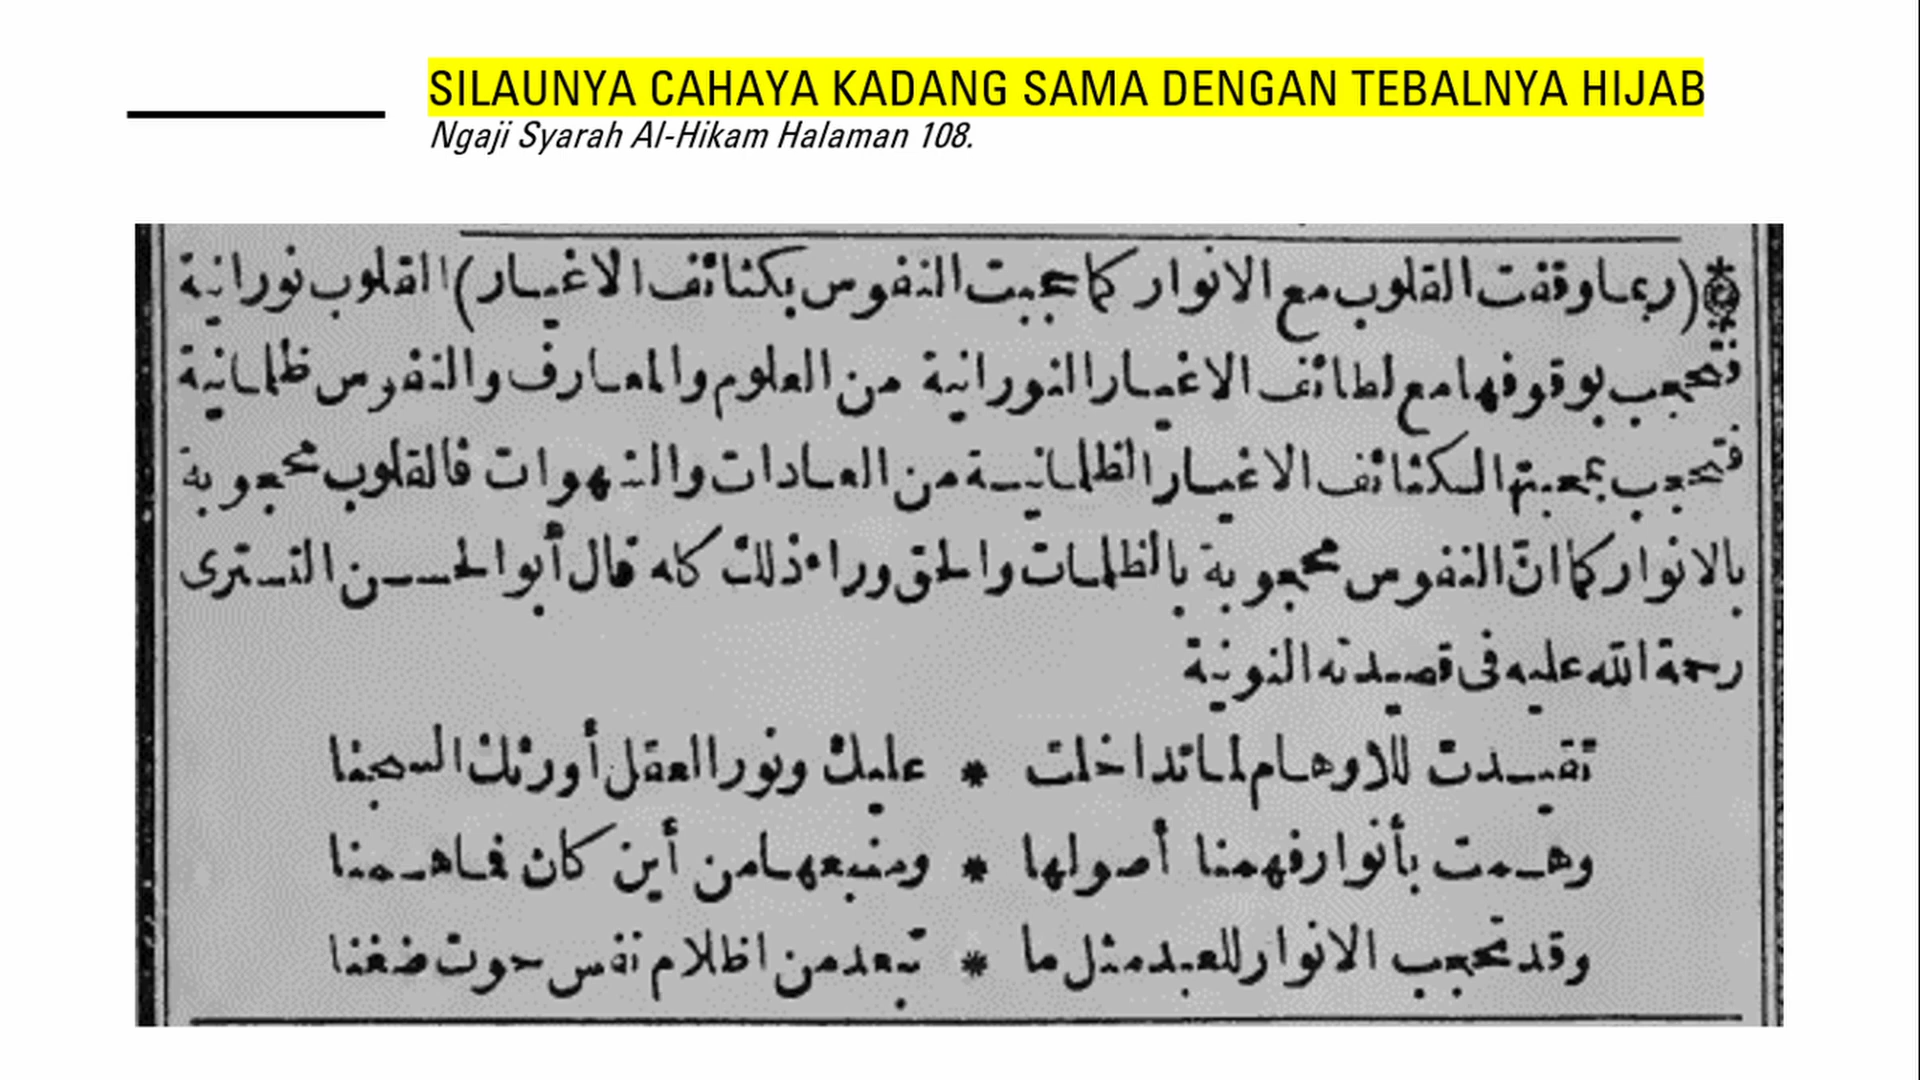 SILAUNYA CAHAYA KADANG SAMA DENGAN TEBALNYA HIJAB
Ngaji Syarah Al-Hikam Halaman 108.
(ربما وقفت القلوب مع الانوار كما حجبت النفوس بكثائف الاغيار) القلوب نورانية
فتحجب بوقوفها مع لطائف الاغيار النورانية من العلوم والمعارف والنفوس ظلمانية
فتحجب بمعيتها لكثائف الاغيار الظلمانية من العادات والشهوات فالقلوب محجوبة
بالانوار كما انّ النفوس محجوبة بالظلمات والحق وراء ذلك كله قال أبو الحسن التسترى
رحمة الله عليه فى قصيدته النونية
تقيدت للاوهام لما تداخلت * عليك ونور العقل أورثك السجنا
وهمت بأنوار فهمنا أصولها * ومنبعها من أين كان فما همنا
وقد تحجب الانوار للعبد مثل ما * تبعد من اظلام نفس حوت ضغنا